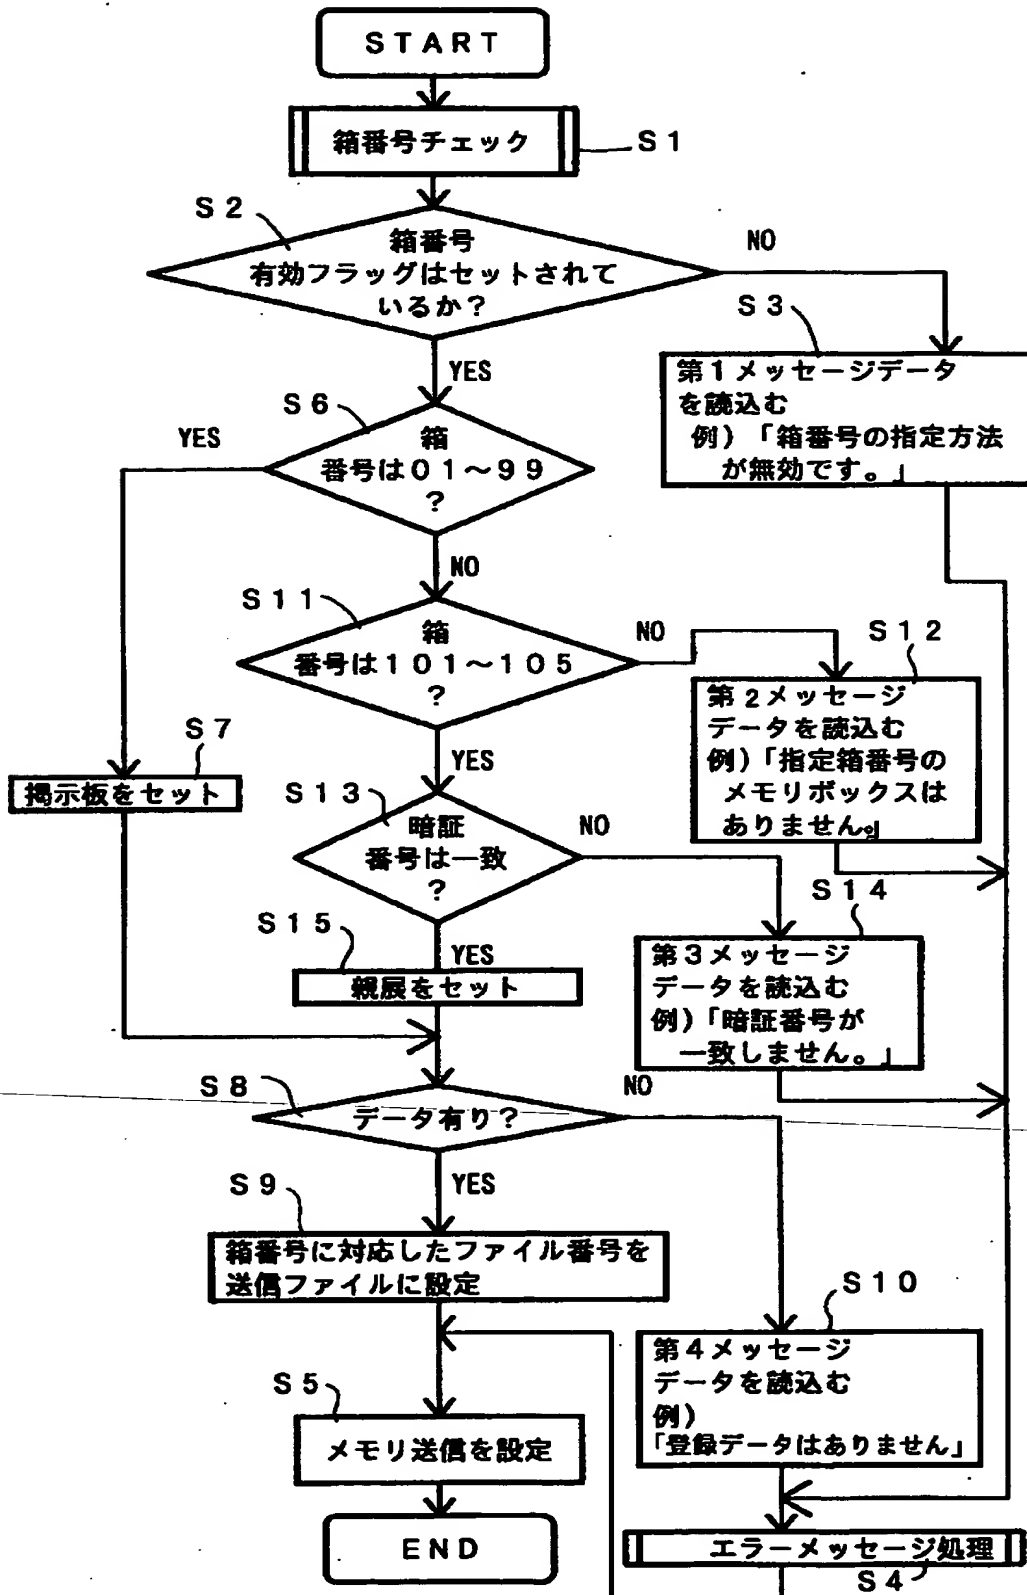 START
箱番号チェック
S1
S2
箱番号
有効フラッグはセットされて
いるか?
NO
YES
S3
第1メッセージデータ
を読込む
例)「箱番号の指定方法
が無効です。」
S6
YES
箱
番号は01～99
?
NO
S11
箱
番号は101～105
?
NO
YES
S12
第2メッセージ
データを読込む
例)「指定箱番号の
メモリボックスは
ありません。」
S7
掲示板をセット
S13
暗証
番号は一致
?
NO
YES
S14
第3メッセージ
データを読込む
例)「暗証番号が
一致しません。」
S15
親展をセット
S8
データ有り?
NO
YES
S9
箱番号に対応したファイル番号を
送信ファイルに設定
S10
第4メッセージ
データを読込む
例)
「登録データはありません」
S5
メモリ送信を設定
END
エラーメッセージ処理
S4